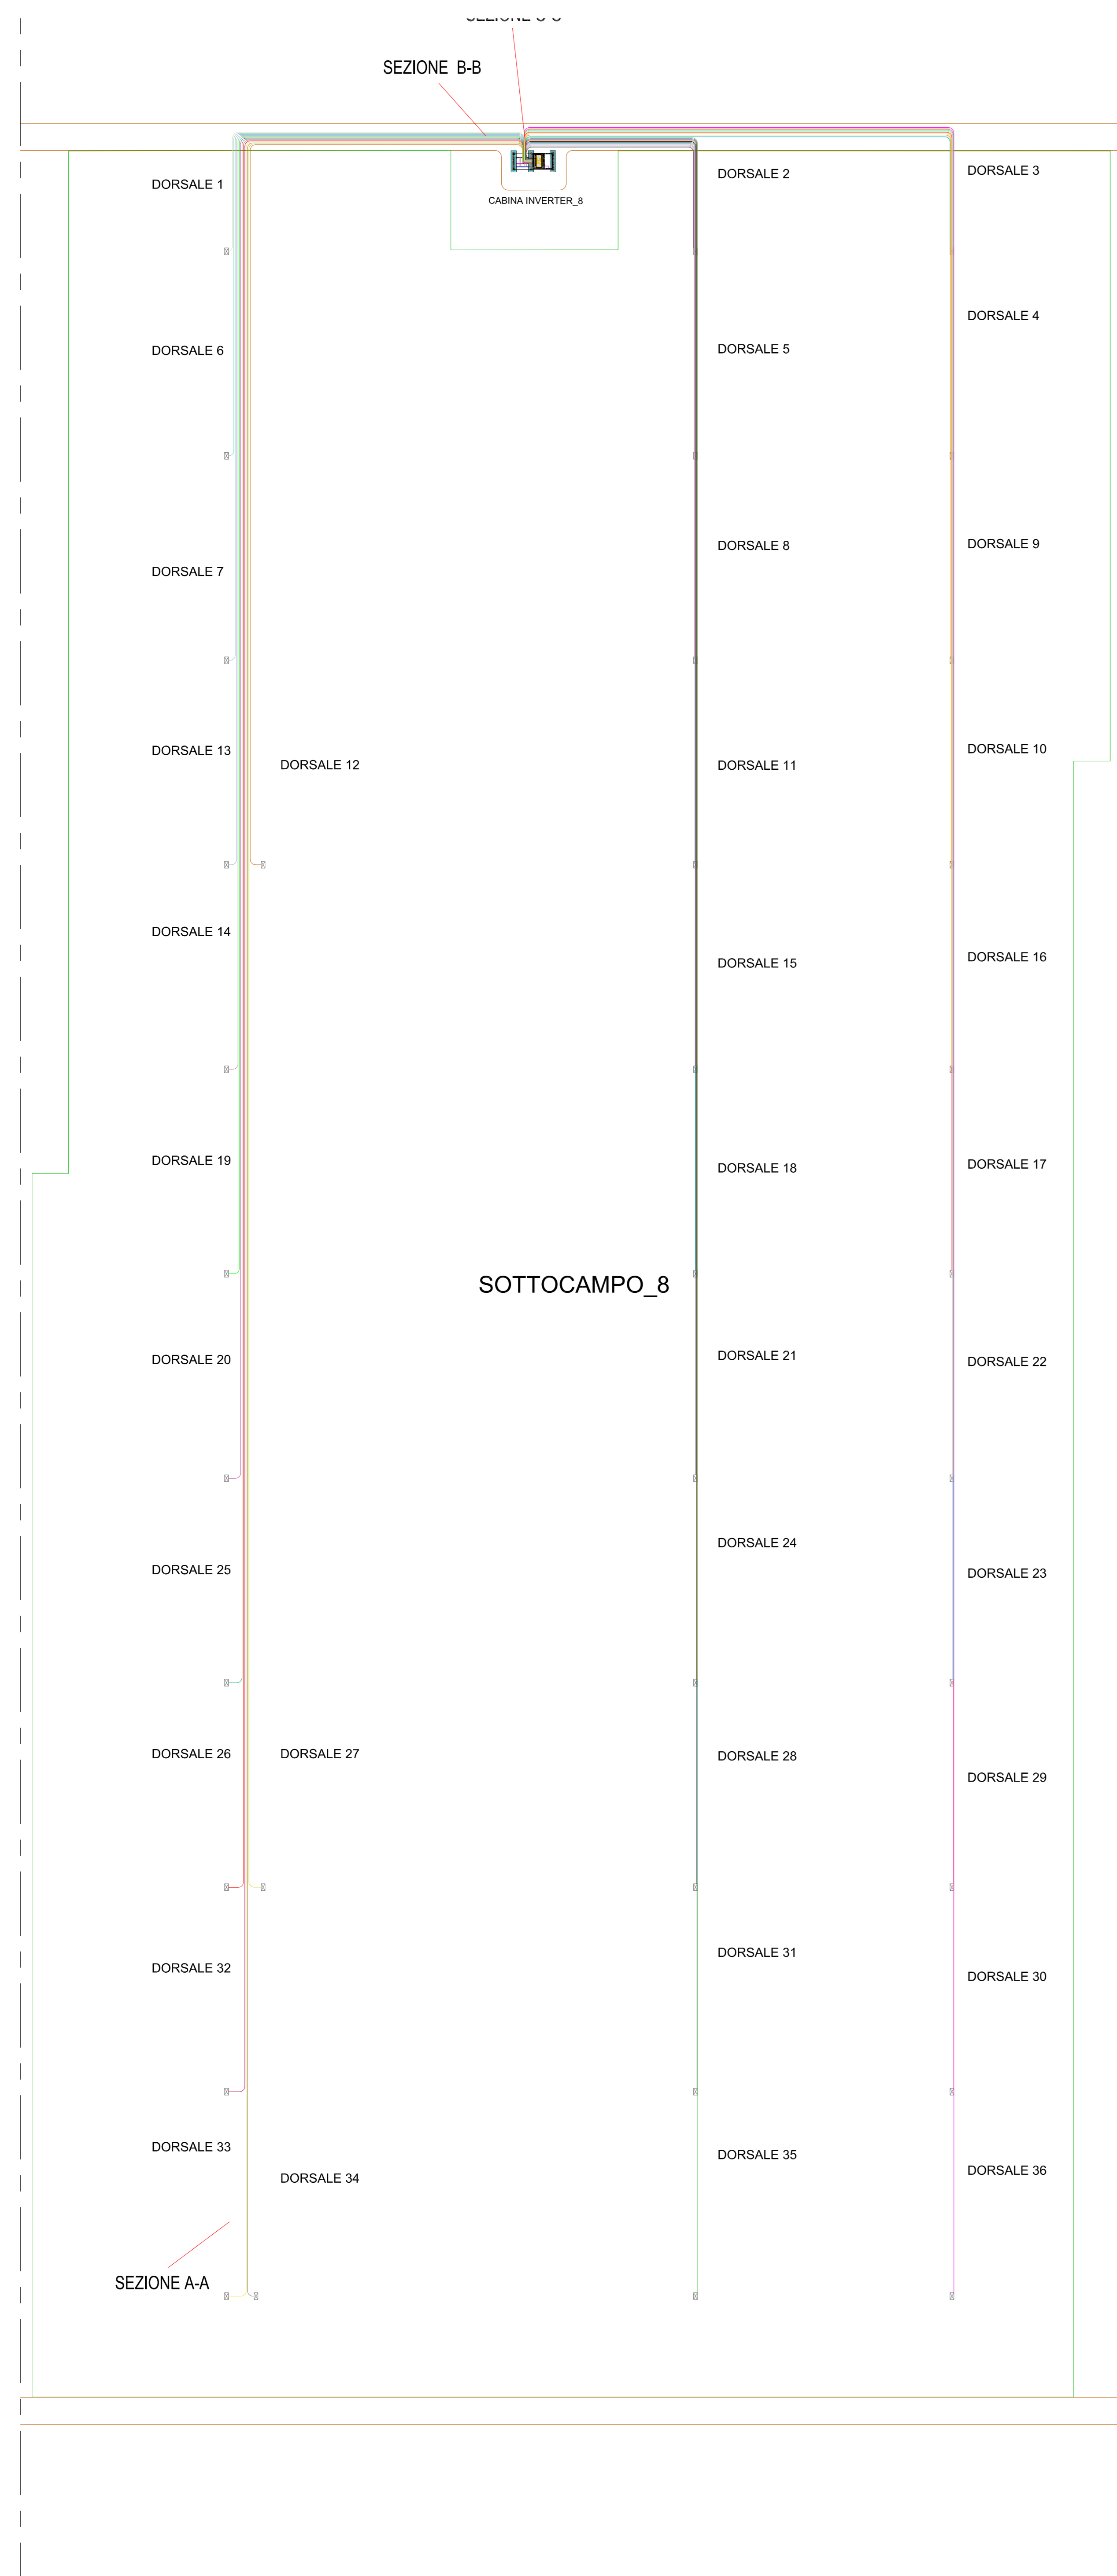 SEZIONE B-B
DORSALE 1
CABINA INVERTER_8
DORSALE 2
DORSALE 3
DORSALE 4
DORSALE 6
DORSALE 5
DORSALE 7
DORSALE 8
DORSALE 9
DORSALE 13
DORSALE 12
DORSALE 11
DORSALE 10
DORSALE 14
DORSALE 15
DORSALE 16
DORSALE 19
DORSALE 18
DORSALE 17
SOTTOCAMPO_8
DORSALE 20
DORSALE 21
DORSALE 22
DORSALE 25
DORSALE 24
DORSALE 23
DORSALE 26
DORSALE 27
DORSALE 28
DORSALE 29
DORSALE 32
DORSALE 31
DORSALE 30
DORSALE 33
DORSALE 34
DORSALE 35
DORSALE 36
SEZIONE A-A